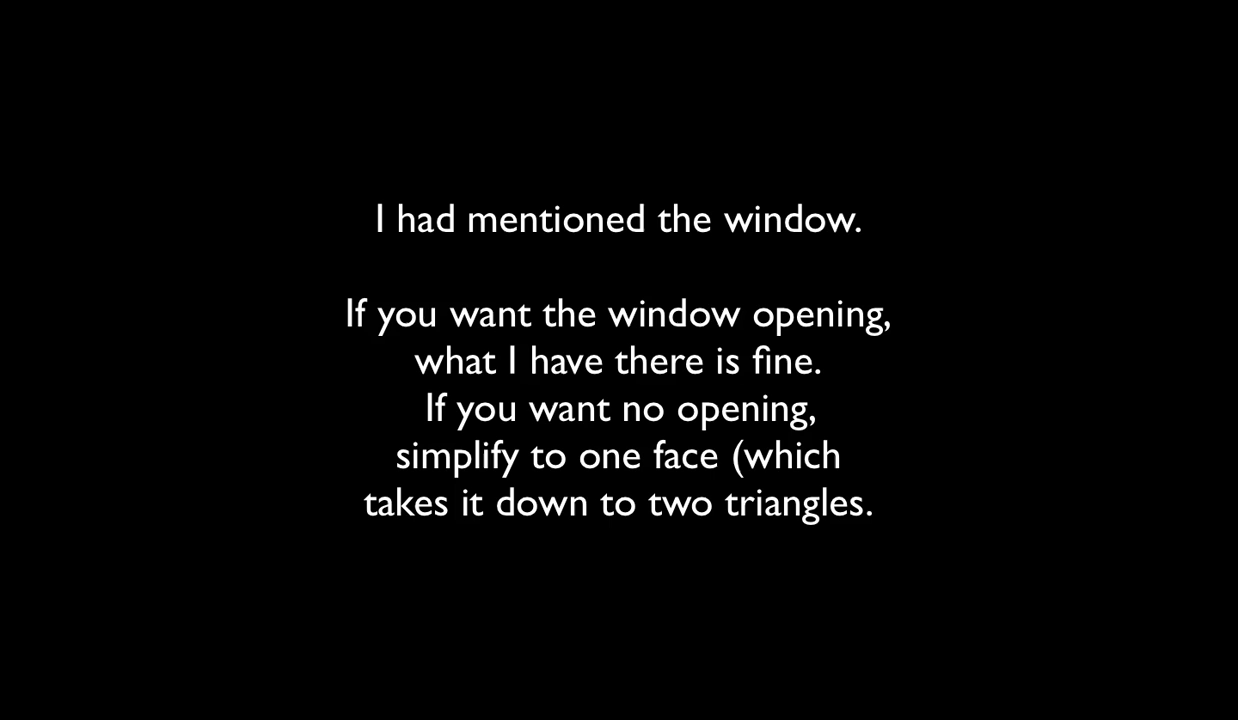 I had mentioned the window.
If you want the window opening,
what I have there is fine.
If you want no opening,
simplify to one face (which
takes it down to two triangles.